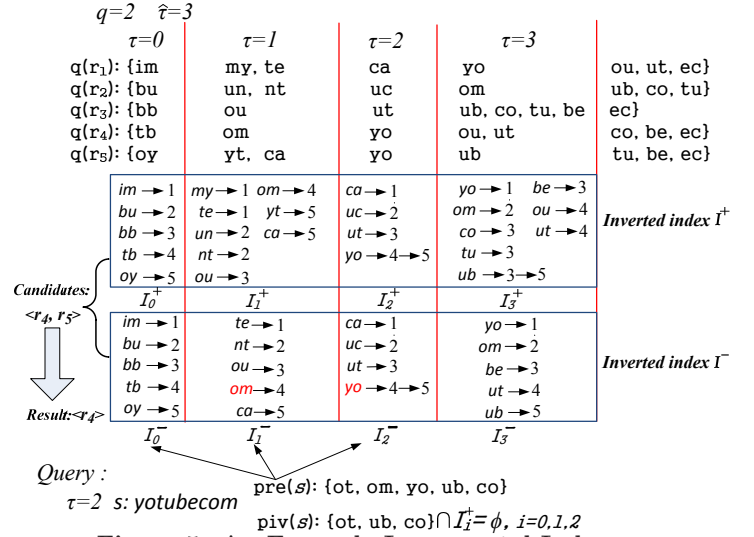 q=2 τ̂=3
τ=0 τ=1 τ=2 τ=3
q(r₁): {im my, te ca yo ou, ut, ec}
q(r₂): {bu un, nt uc om ub, co, tu}
q(r₃): {bb ou ut ub, co, tu, be ec}
q(r₄): {tb om yo ou, ut co, be, ec}
q(r₅): {oy yt, ca yo ub tu, be, ec}
im → 1 my → 1 om → 4 ca → 1 yo → 1 be → 3
bu → 2 te → 1 yt → 5 uc → 2 om → 2 ou → 4
bb → 3 un → 2 ca → 5 ut → 3 co → 3 ut → 4
tb → 4 nt → 2 yo → 4 → 5 tu → 3
oy → 5 ou → 3 ub → 3 → 5
Inverted index I⁺
I₀⁺ I₁⁺ I₂⁺ I₃⁺
Candidates:
<r₄, r₅>
im → 1 te → 1 ca → 1 yo → 1
bu → 2 nt → 2 uc → 2 om → 2
bb → 3 ou → 3 ut → 3 be → 3
tb → 4 om → 4 yo → 4 → 5 ut → 4
oy → 5 ca → 5 ub → 5
Inverted index I⁻
Result:<r₄>
I₀⁻ I₁⁻ I₂⁻ I₃⁻
Query :
τ=2 s: yotubecom
pre(s): {ot, om, yo, ub, co}
piv(s): {ot, ub, co}∩Iᵢ⁺=ϕ, i=0,1,2